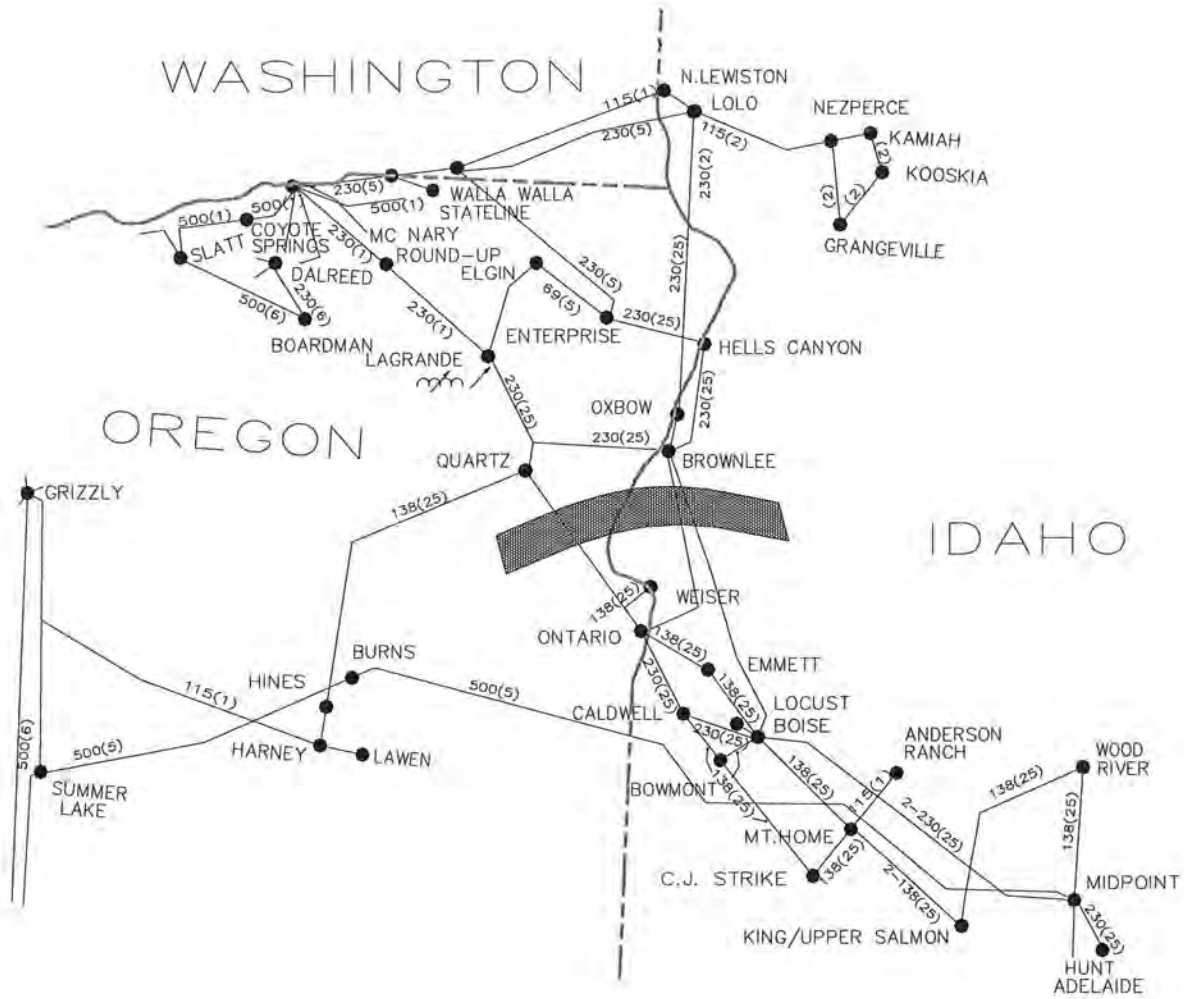 WASHINGTON
N.LEWISTON
LOLO
NEZPERCE
KAMIAH
KOOSKIA
GRANGEVILLE
115(1)
230(5)
115(2)
(2)
(2)
(2)
230(2)
230(5)
WALLA WALLA
STATELINE
500(1)
500(1)
500(
COYOTE
SPRINGS
SLATT
MC NARY
230(1)
ROUND-UP
ELGIN
DALREED
230(6)
500(6)
BOARDMAN
230(1)
69(5)
230(5)
230(25)
ENTERPRISE
230(25)
HELLS CANYON
LAGRANDE
230(25)
OXBOW
230(25)
OREGON
230(25)
QUARTZ
BROWNLEE
GRIZZLY
138(25)
IDAHO
138(25)
WEISER
ONTARIO
138(25)
EMMETT
BURNS
HINES
500(5)
230(25)
138(25)
LOCUST
BOISE
CALDWELL
230(25)
115(1)
ANDERSON
RANCH
WOOD
RIVER
500(6)
500(5)
HARNEY
LAWEN
SUMMER
LAKE
BOWMONT
138(25)
138(25)
115(1)
138(25)
2-230(25)
138(25)
MT.HOME
C.J. STRIKE
138(25)
2-138(25)
MIDPOINT
230(25)
KING/UPPER SALMON
HUNT
ADELAIDE